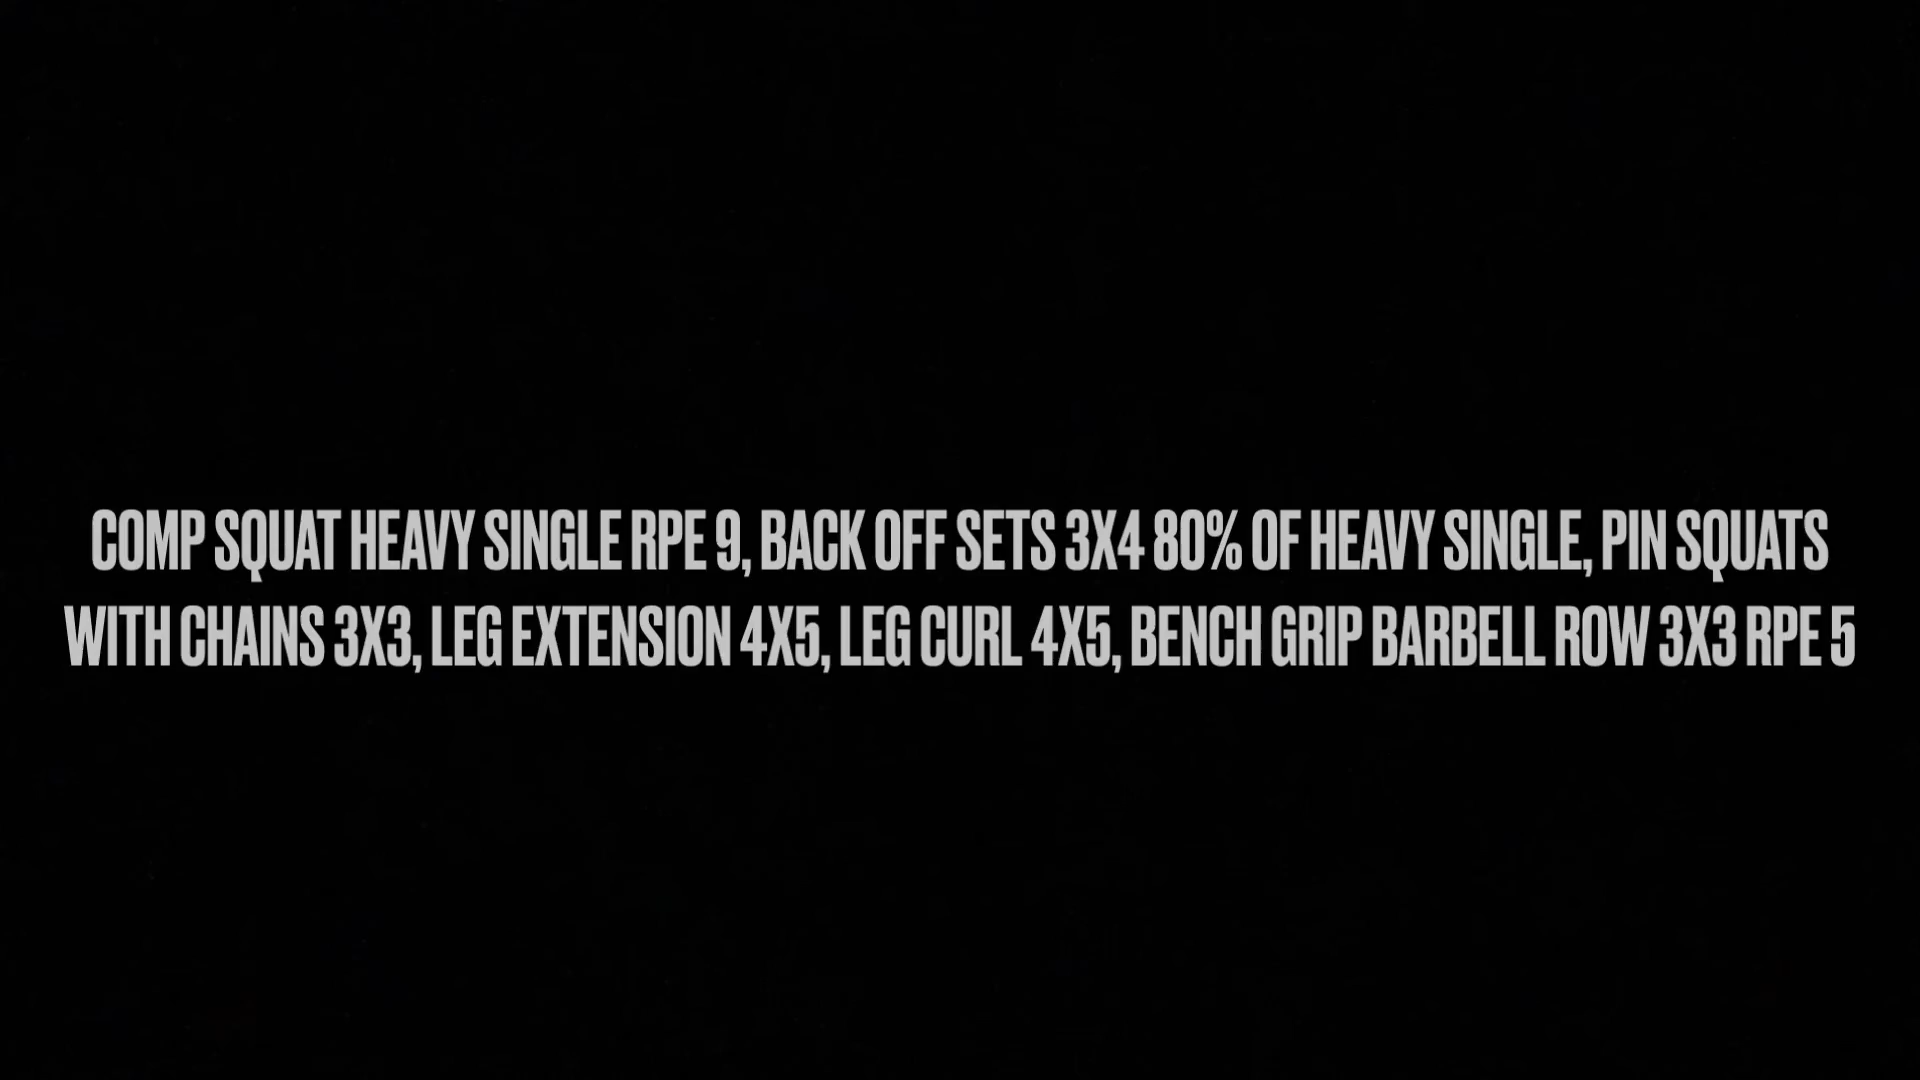 COMP SQUAT HEAVY SINGLE RPE 9, BACK OFF SETS 3X4 80% OF HEAVY SINGLE, PIN SQUATS
WITH CHAINS 3X3, LEG EXTENSION 4X5, LEG CURL 4X5, BENCH GRIP BARBELL ROW 3X3 RPE 5